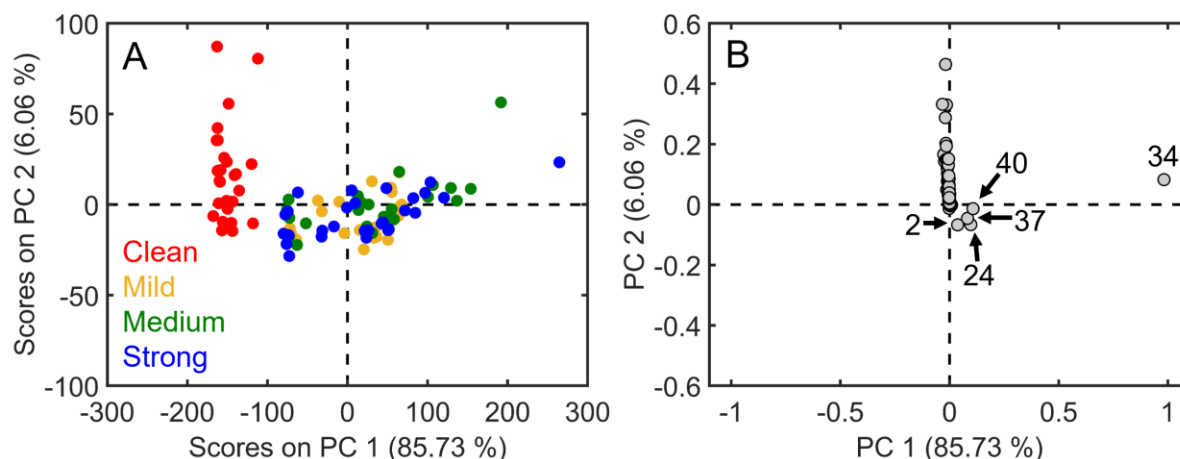 A
Scores on PC 2 (6.06 %)
100
50
0
-50
-100
Clean
Mild
Medium
Strong
-300
-200
-100
0
100
200
300
Scores on PC 1 (85.73 %)
B
PC 2 (6.06 %)
0.6
0.4
0.2
0
-0.2
-0.4
-0.6
34
40
2
37
24
-1
-0.5
0
0.5
1
PC 1 (85.73 %)